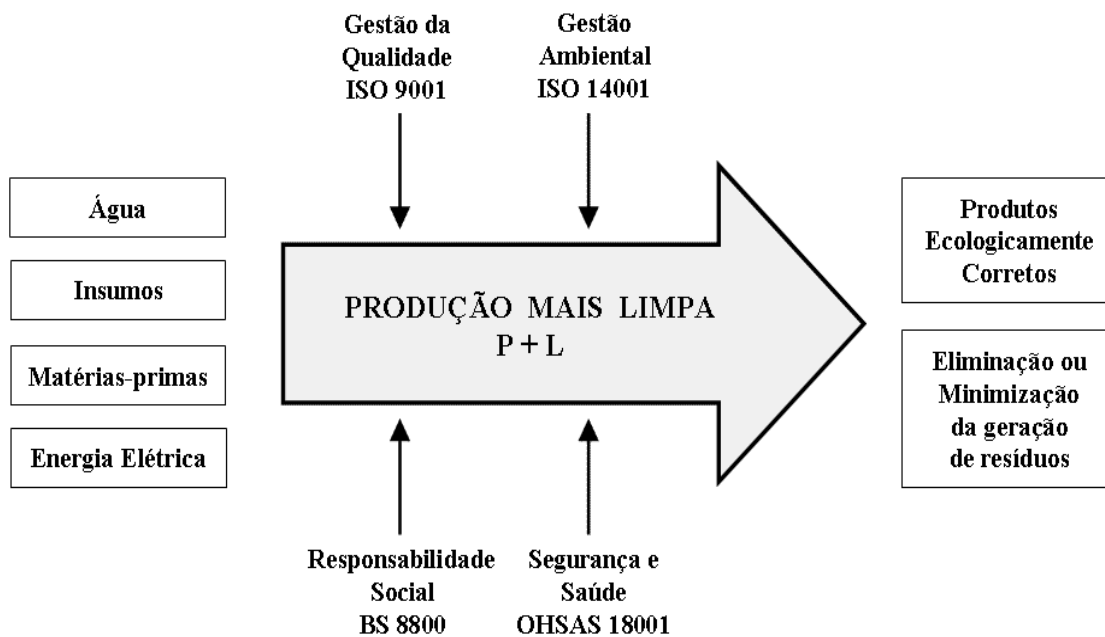 Gestão da
Qualidade
ISO 9001
Gestão
Ambiental
ISO 14001
Água
Insumos
Matérias-primas
Energia Elétrica
PRODUÇÃO MAIS LIMPA
P + L
Produtos
Ecologicamente
Corretos
Eliminação ou
Minimização
da geração
de resíduos
Responsabilidade
Social
BS 8800
Segurança e
Saúde
OHSAS 18001